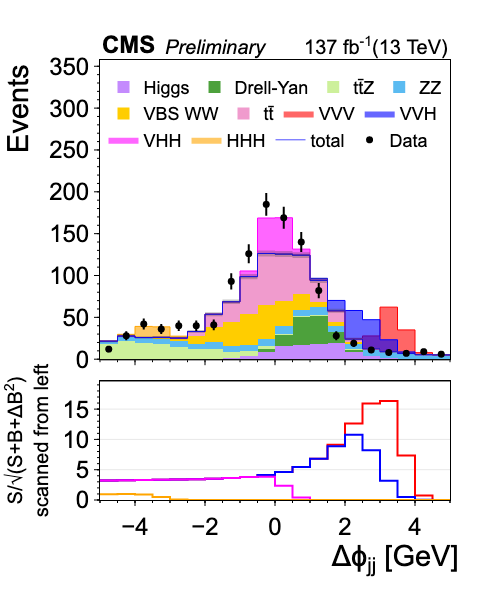 CMS Preliminary 137 fb⁻¹(13 TeV)
Events
350
300
250
200
150
100
50
0
Higgs Drell-Yan tt̄Z ZZ
VBS WW tt̄ VVV VVH
VHH HHH total Data
S/√(S+B+ΔB²)
scanned from left
15
10
5
0
−4 −2 0 2 4
Δϕjj [GeV]